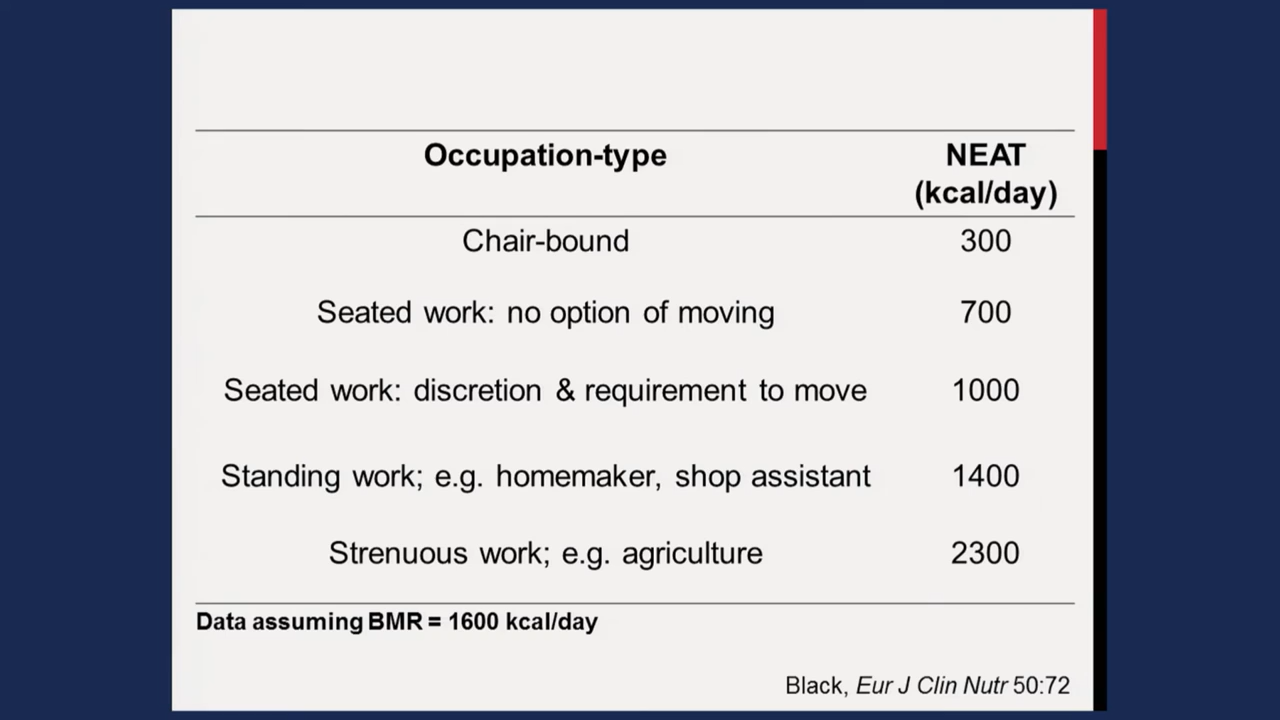 Occupation-type NEAT
(kcal/day)
Chair-bound 300
Seated work: no option of moving 700
Seated work: discretion & requirement to move 1000
Standing work; e.g. homemaker, shop assistant 1400
Strenuous work; e.g. agriculture 2300
Data assuming BMR = 1600 kcal/day
Black, Eur J Clin Nutr 50:72